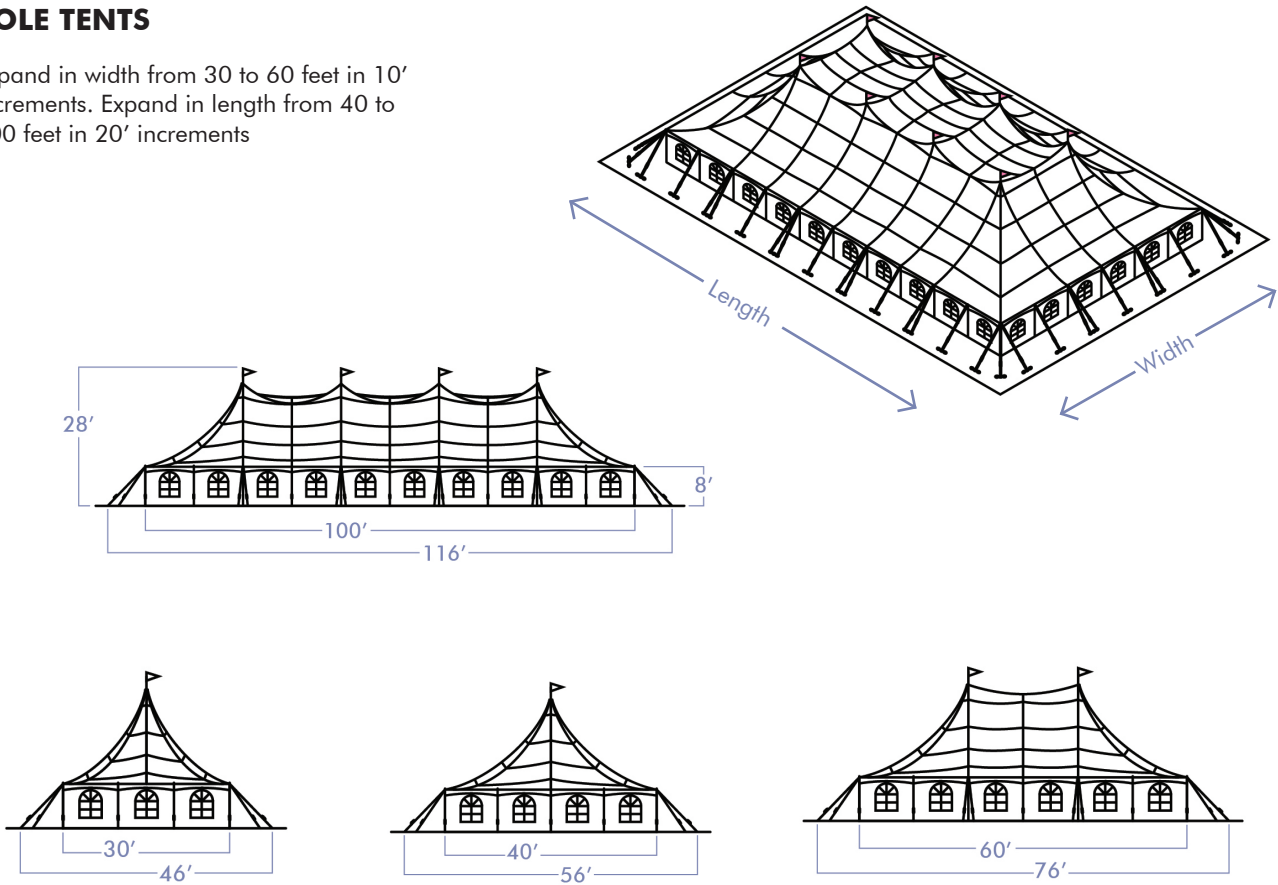 OLE TENTS
pand in width from 30 to 60 feet in 10’
crements. Expand in length from 40 to
00 feet in 20’ increments
Length
Width
28’
8’
100’
116’
30’
46’
40’
56’
60’
76’